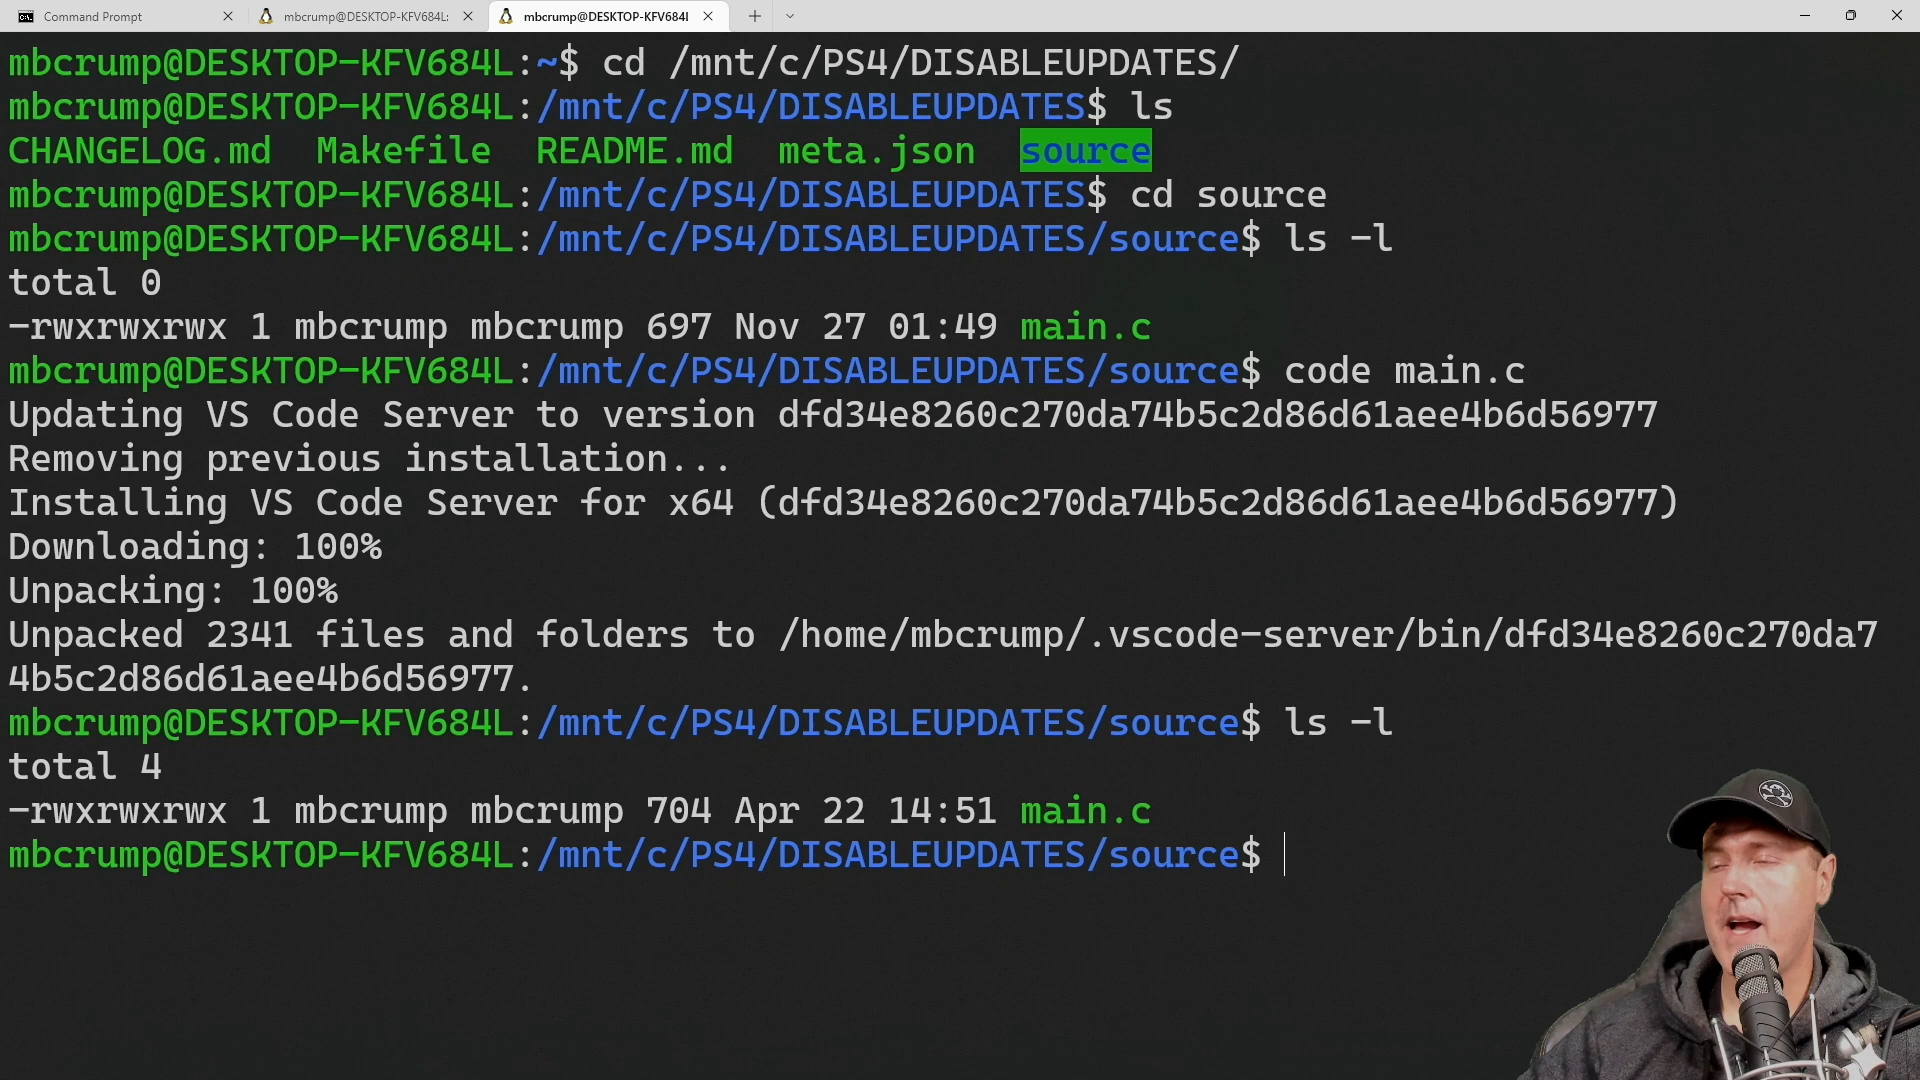 Command Prompt
mbcrump@DESKTOP-KFV684L:
mbcrump@DESKTOP-KFV684l
mbcrump@DESKTOP-KFV684L:~$ cd /mnt/c/PS4/DISABLEUPDATES/
mbcrump@DESKTOP-KFV684L:/mnt/c/PS4/DISABLEUPDATES$ ls
CHANGELOG.md Makefile README.md meta.json source
mbcrump@DESKTOP-KFV684L:/mnt/c/PS4/DISABLEUPDATES$ cd source
mbcrump@DESKTOP-KFV684L:/mnt/c/PS4/DISABLEUPDATES/source$ ls -l
total 0
-rwxrwxrwx 1 mbcrump mbcrump 697 Nov 27 01:49 main.c
mbcrump@DESKTOP-KFV684L:/mnt/c/PS4/DISABLEUPDATES/source$ code main.c
Updating VS Code Server to version dfd34e8260c270da74b5c2d86d61aee4b6d56977
Removing previous installation...
Installing VS Code Server for x64 (dfd34e8260c270da74b5c2d86d61aee4b6d56977)
Downloading: 100%
Unpacking: 100%
Unpacked 2341 files and folders to /home/mbcrump/.vscode-server/bin/dfd34e8260c270da7
4b5c2d86d61aee4b6d56977.
mbcrump@DESKTOP-KFV684L:/mnt/c/PS4/DISABLEUPDATES/source$ ls -l
total 4
-rwxrwxrwx 1 mbcrump mbcrump 704 Apr 22 14:51 main.c
mbcrump@DESKTOP-KFV684L:/mnt/c/PS4/DISABLEUPDATES/source$